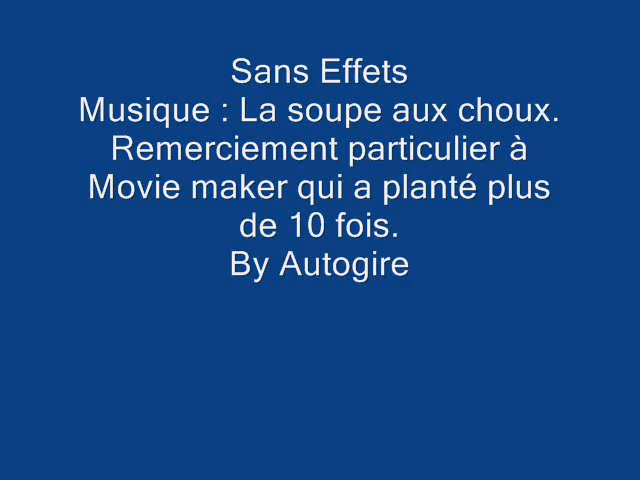 Sans Effets
Musique : La soupe aux choux.
Remerciement particulier à
Movie maker qui a planté plus
de 10 fois.
By Autogire